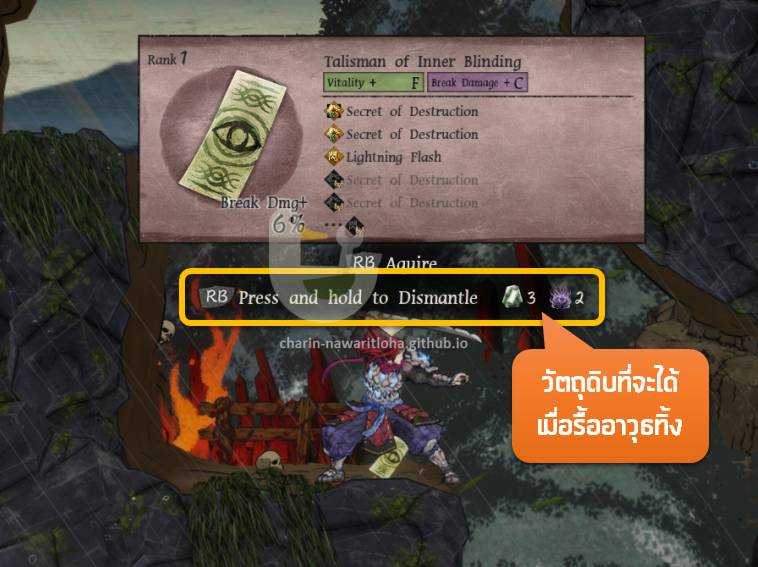 Rank 1
Talisman of Inner Blinding
Vitality + F Break Damage + C
Secret of Destruction
Secret of Destruction
Lightning Flash
Secret of Destruction
Secret of Destruction
Break Dmg+
6%
RB Aquire
RB Press and hold to Dismantle 3 2
charin-nawaritloha.github.io
วัตถุดิบที่จะได้
เมื่อรื้ออาวุธทิ้ง